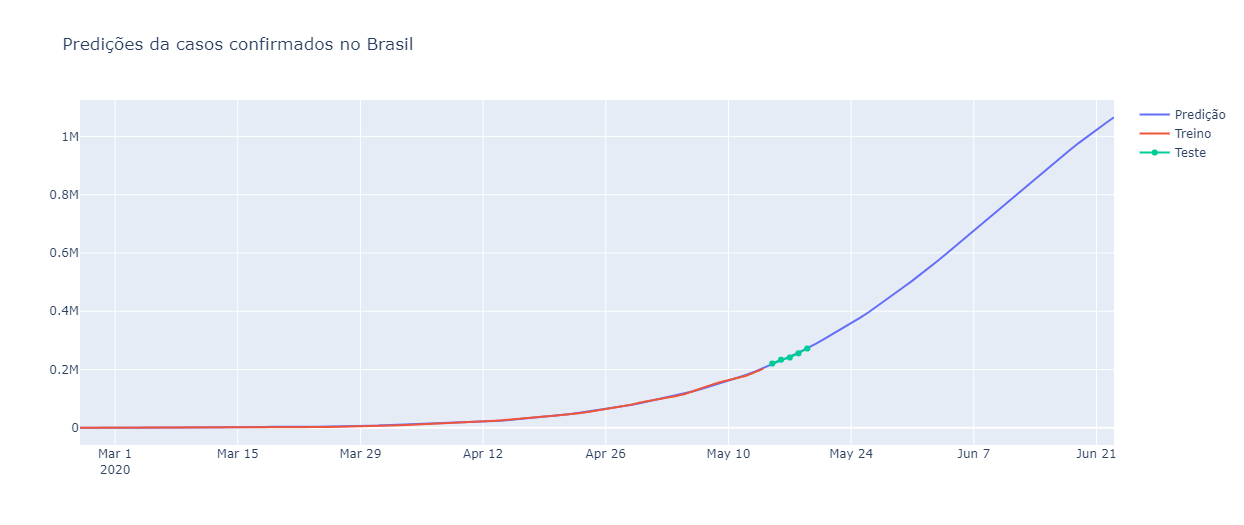 Predições da casos confirmados no Brasil
Predição
Treino
Teste
1M
0.8M
0.6M
0.4M
0.2M
0
Mar 1
2020
Mar 15
Mar 29
Apr 12
Apr 26
May 10
May 24
Jun 7
Jun 21